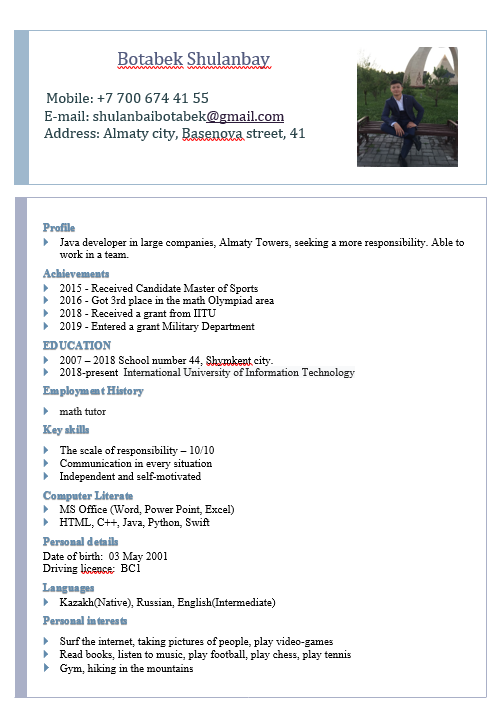 Botabek Shulanbay
Mobile: +7 700 674 41 55
E-mail: shulanbaibotabek@gmail.com
Address: Almaty city, Basenova street, 41
Profile
Java developer in large companies, Almaty Towers, seeking a more responsibility. Able to
work in a team.
Achievements
2015 - Received Candidate Master of Sports
2016 - Got 3rd place in the math Olympiad area
2018 - Received a grant from IITU
2019 - Entered a grant Military Department
EDUCATION
2007 – 2018 School number 44, Shymkent city.
2018-present  International University of Information Technology
Employment History
math tutor
Key skills
The scale of responsibility – 10/10
Communication in every situation
Independent and self-motivated
Computer Literate
MS Office (Word, Power Point, Excel)
HTML, C++, Java, Python, Swift
Personal details
Date of birth:  03 May 2001
Driving licence:  BC1
Languages
Kazakh(Native), Russian, English(Intermediate)
Personal interests
Surf the internet, taking pictures of people, play video-games
Read books, listen to music, play football, play chess, play tennis
Gym, hiking in the mountains